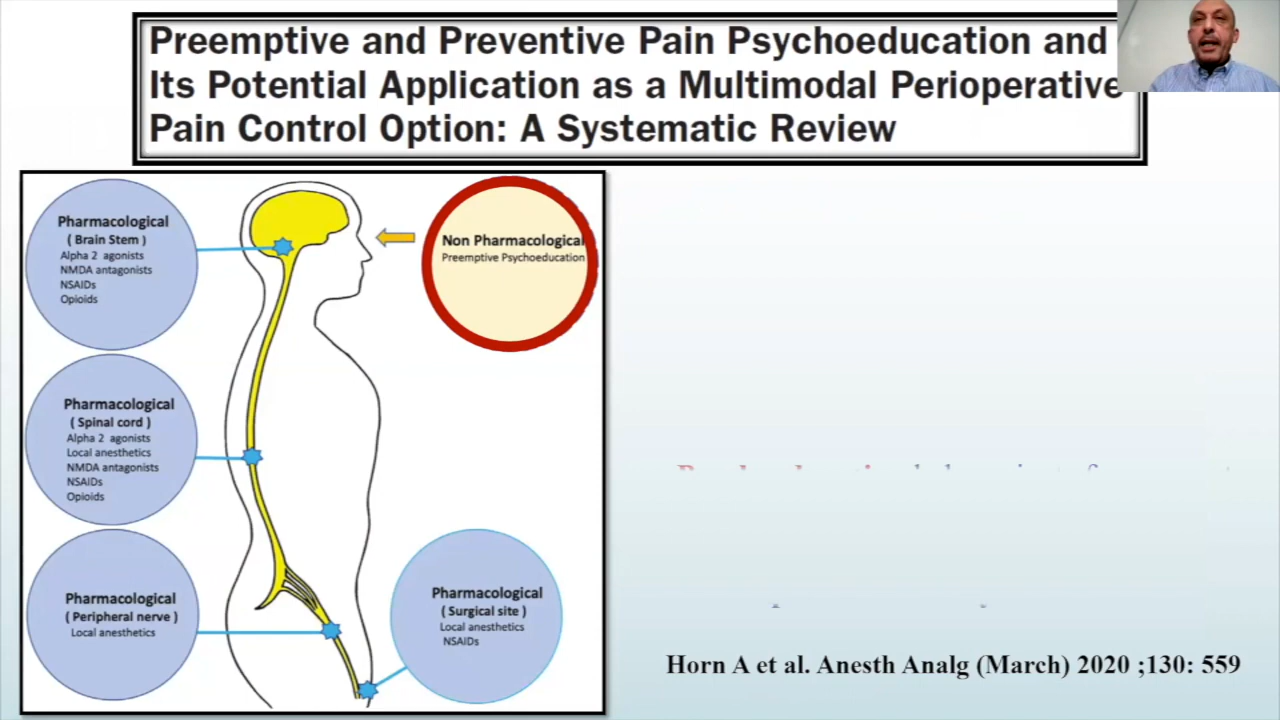 Preemptive and Preventive Pain Psychoeducation and
Its Potential Application as a Multimodal Perioperative
Pain Control Option: A Systematic Review
Pharmacological
( Brain Stem )
Alpha 2 agonists
NMDA antagonists
NSAIDs
Opioids
Non Pharmacological
Preemptive Psychoeducation
Pharmacological
( Spinal cord )
Alpha 2 agonists
Local anesthetics
NMDA antagonists
NSAIDs
Opioids
Pharmacological
( Peripheral nerve )
Local anesthetics
Pharmacological
( Surgical site )
Local anesthetics
NSAIDs
Horn A et al. Anesth Analg (March) 2020 ;130: 559